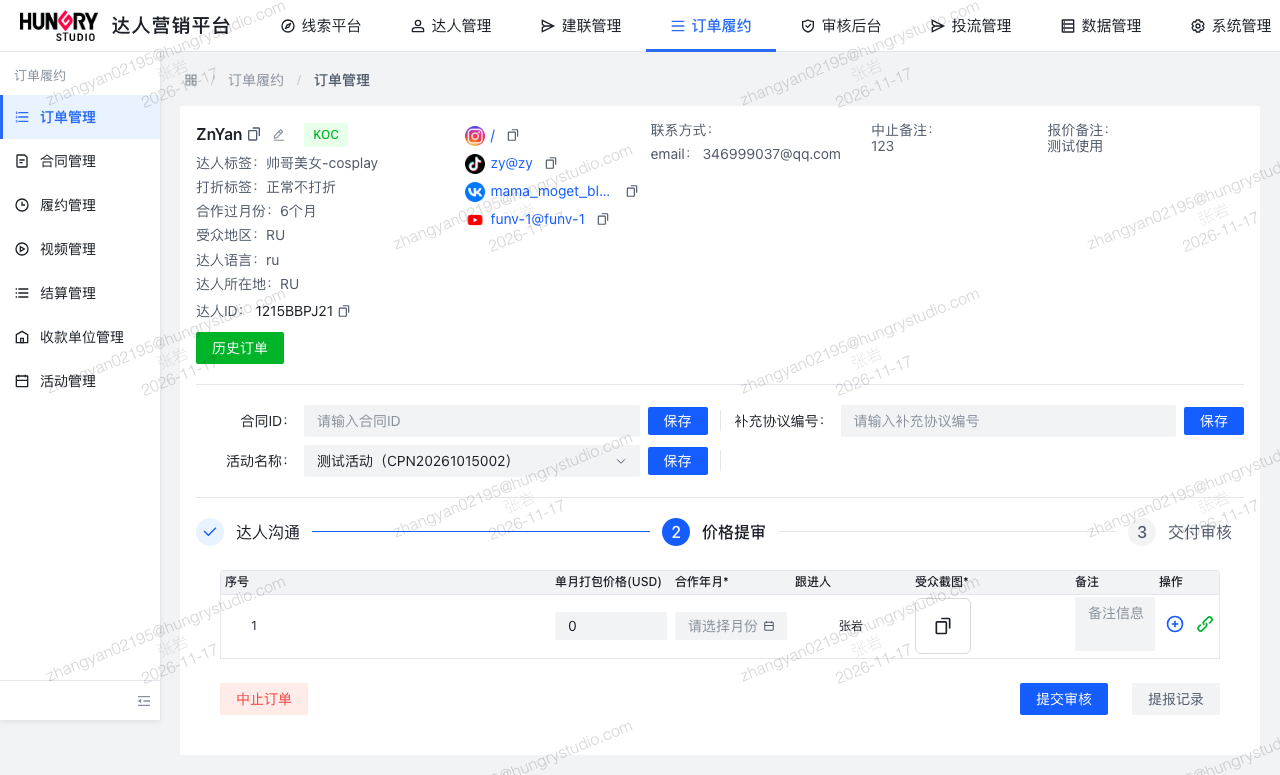 HUNGRY
STUDIO
达人营销平台
线索平台
达人管理
建联管理
订单履约
审核后台
投流管理
数据管理
系统管理
订单履约
订单管理
合同管理
履约管理
视频管理
结算管理
收款单位管理
活动管理
/ 订单履约 / 订单管理
ZnYan KOC
达人标签：帅哥美女-cosplay
打折标签：正常不打折
合作过月份：6个月
受众地区：RU
达人语言：ru
达人所在地：RU
达人ID： 1215BBPJ21
历史订单
/
zy@zy
mama_moget_bl...
funv-1@funv-1
联系方式：
email： 346999037@qq.com
中止备注：
123
报价备注：
测试使用
合同ID： 请输入合同ID 保存
补充协议编号： 请输入补充协议编号 保存
活动名称： 测试活动（CPN20261015002） 保存
达人沟通
2 价格提审
3 交付审核
序号 单月打包价格(USD) 合作年月* 跟进人 受众截图* 备注 操作
1 0 请选择月份 张岩 备注信息
中止订单
提交审核
提报记录
zhangyan02195@hungrystudio.com
张岩
2026-11-17